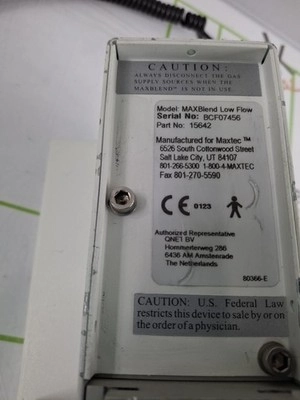 CAUTION:
ALWAYS DISCONNECT THE GAS
SUPPLY SOURCES WHEN THE
MAXBLEND™ IS NOT IN USE.
Model: MAXBlend Low Flow
Serial No: BCF07456
Part No: 15642
Manufactured for Maxtec™
6526 South Cottonwood Street
Salt Lake City, UT 84107
801-266-5300 1-800-4-MAXTEC
Fax 801-270-5590
CE 0123
Authorized Representative
QNE1 BV
Hommerterweg 286
6436 AM Amstenrade
The Netherlands
80366-E
CAUTION: U.S. Federal Law
restricts this device to sale by or on
the order of a physician.